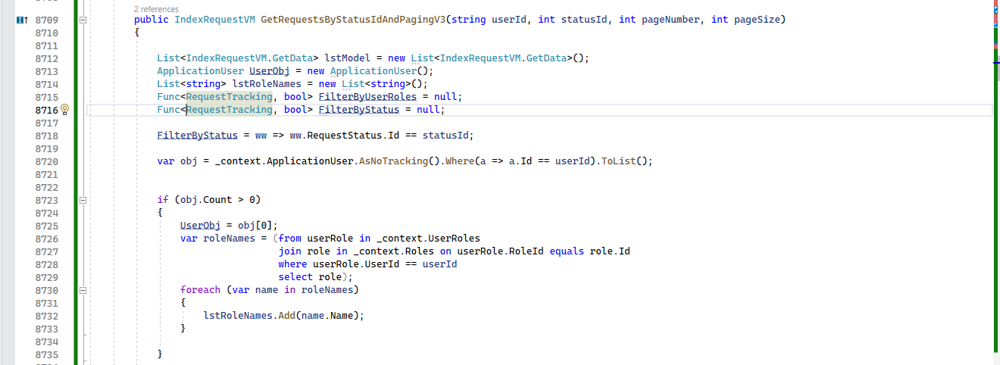 2 references
8709 public IndexRequestVM GetRequestsByStatusIdAndPagingV3(string userId, int statusId, int pageNumber, int pageSize)
8710 {
8711
8712 List<IndexRequestVM.GetData> lstModel = new List<IndexRequestVM.GetData>();
8713 ApplicationUser UserObj = new ApplicationUser();
8714 List<string> lstRoleNames = new List<string>();
8715 Func<RequestTracking, bool> FilterByUserRoles = null;
8716 Func<RequestTracking, bool> FilterByStatus = null;
8717
8718 FilterByStatus = ww => ww.RequestStatus.Id == statusId;
8719
8720 var obj = _context.ApplicationUser.AsNoTracking().Where(a => a.Id == userId).ToList();
8721
8722
8723 if (obj.Count > 0)
8724 {
8725 UserObj = obj[0];
8726 var roleNames = (from userRole in _context.UserRoles
8727 join role in _context.Roles on userRole.RoleId equals role.Id
8728 where userRole.UserId == userId
8729 select role);
8730 foreach (var name in roleNames)
8731 {
8732 lstRoleNames.Add(name.Name);
8733 }
8734
8735 }